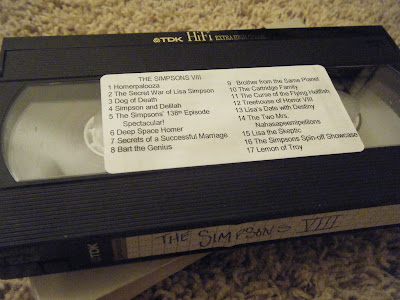 TDK HiFi EXTRA HIGH GRADE
THE SIMPSONS VIII
1 Homerpalooza
2 The Secret War of Lisa Simpson
3 Dog of Death
4 Simpson and Delilah
5 The Simpsons' 138th Episode
Spectacular!
6 Deep Space Homer
7 Secrets of a Successful Marriage
8 Bart the Genius
9 Brother from the Same Planet
10 The Cartridge Family
11 The Curse of the Flying Hellfish
12 Treehouse of Horror VIII
13 Lisa's Date with Destiny
14 The Two Mrs.
Nahasapeemapetilons
15 Lisa the Skeptic
16 The Simpsons Spin-off Showcase
17 Lemon of Troy
TDK
THE SIMPSONS VIII